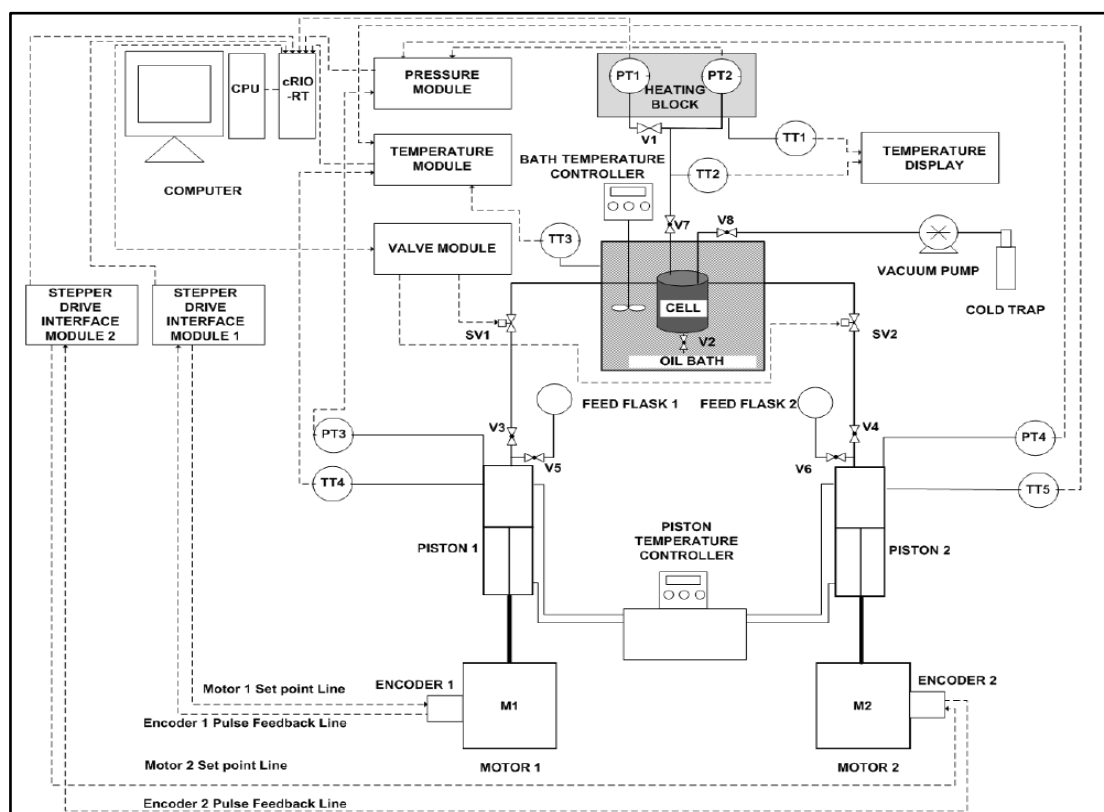 CPU
cRIO
-RT
COMPUTER
PRESSURE
MODULE
TEMPERATURE
MODULE
VALVE MODULE
PT1
PT2
HEATING
BLOCK
V1
TT1
TT2
TEMPERATURE
DISPLAY
BATH TEMPERATURE
CONTROLLER
V7
V8
TT3
VACUUM PUMP
COLD TRAP
CELL
V2
OIL BATH
SV1
SV2
STEPPER
DRIVE
INTERFACE
MODULE 2
STEPPER
DRIVE
INTERFACE
MODULE 1
FEED FLASK 1
FEED FLASK 2
V3
V4
V5
V6
PT3
PT4
TT4
TT5
PISTON 1
PISTON
TEMPERATURE
CONTROLLER
PISTON 2
Motor 1 Set point Line
ENCODER 1
Encoder 1 Pulse Feedback Line
M1
M2
ENCODER 2
Motor 2 Set point Line
MOTOR 1
MOTOR 2
Encoder 2 Pulse Feedback Line